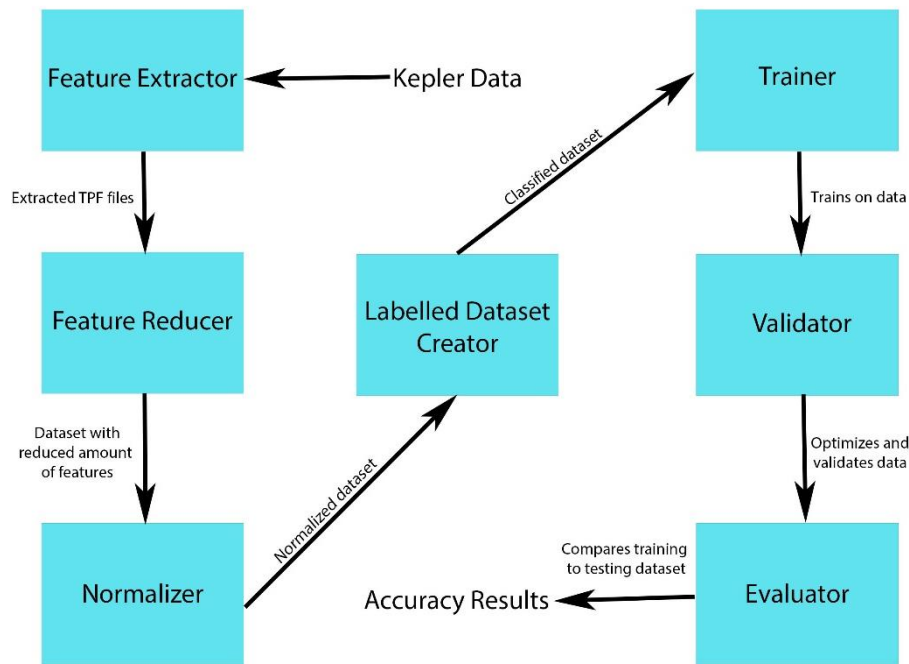 Feature Extractor
Kepler Data
Trainer
Extracted TPF files
Classified dataset
Trains on data
Feature Reducer
Labelled Dataset
Creator
Validator
Dataset with
reduced amount
of features
Normalized dataset
Optimizes and
validates data
Normalizer
Compares training
to testing dataset
Accuracy Results
Evaluator